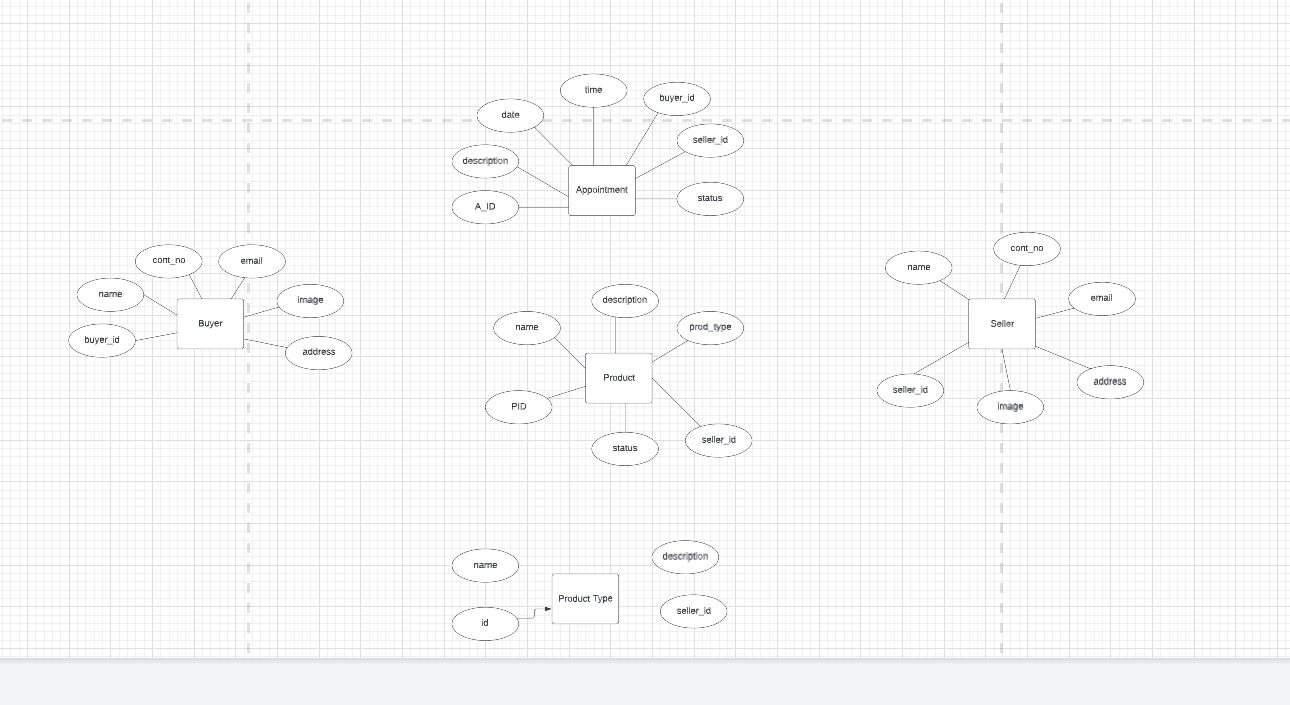 time
buyer_id
date
seller_id
description
Appointment
status
A_ID
cont_no
email
name
image
Buyer
buyer_id
address
cont_no
name
email
Seller
seller_id
address
image
description
name
prod_type
Product
PID
seller_id
status
name
description
Product Type
id
seller_id